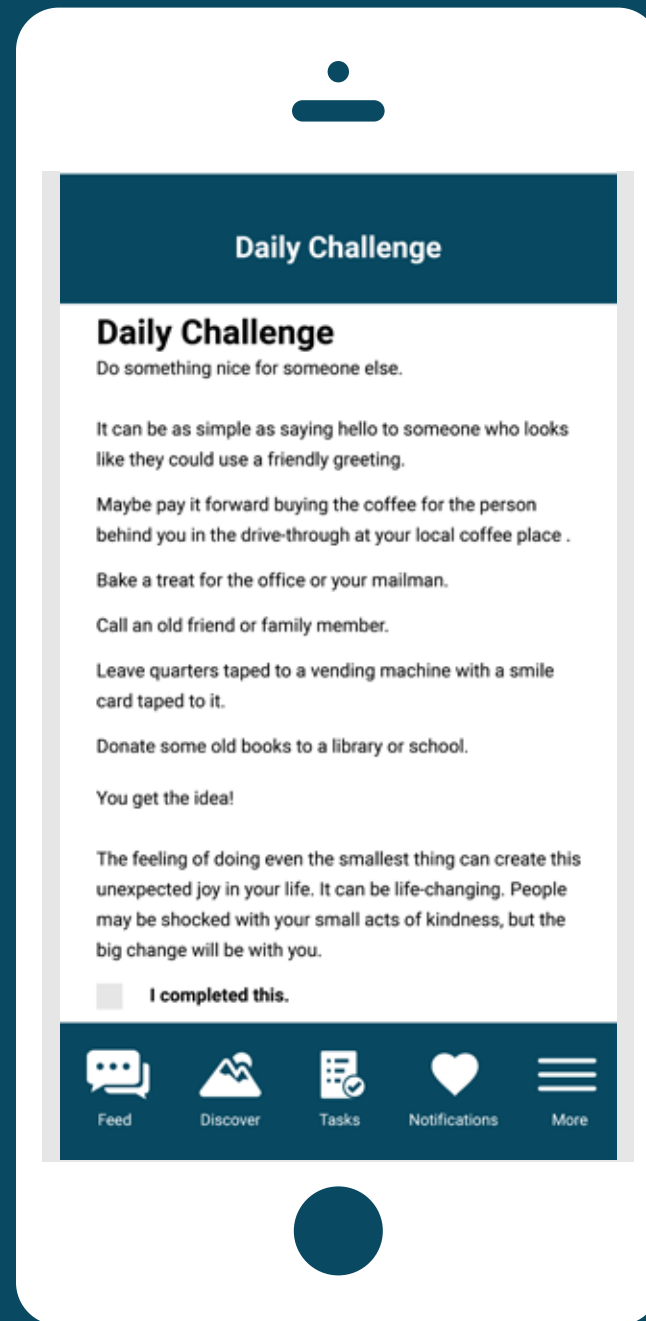 Daily Challenge
Daily Challenge
Do something nice for someone else.
It can be as simple as saying hello to someone who looks
like they could use a friendly greeting.
Maybe pay it forward buying the coffee for the person
behind you in the drive-through at your local coffee place .
Bake a treat for the office or your mailman.
Call an old friend or family member.
Leave quarters taped to a vending machine with a smile
card taped to it.
Donate some old books to a library or school.
You get the idea!
The feeling of doing even the smallest thing can create this
unexpected joy in your life. It can be life-changing. People
may be shocked with your small acts of kindness, but the
big change will be with you.
I completed this.
Feed Discover Tasks Notifications More